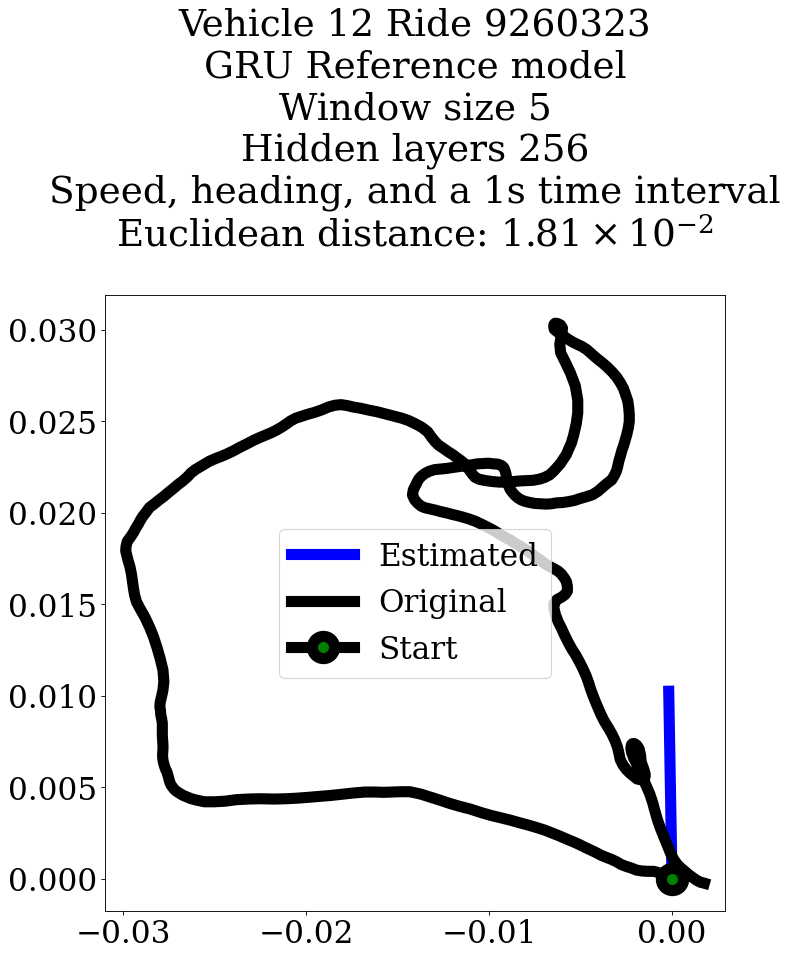 Vehicle 12 Ride 9260323
GRU Reference model
Window size 5
Hidden layers 256
Speed, heading, and a 1s time interval
Euclidean distance: 1.81 × 10⁻²
0.030
0.025
0.020
0.015
0.010
0.005
0.000
Estimated
Original
Start
−0.03 −0.02 −0.01 0.00